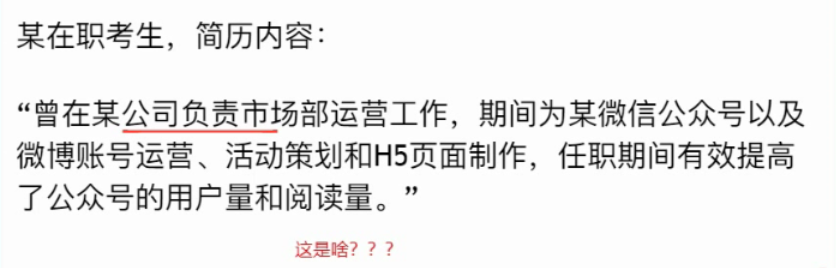 某在职考生，简历内容：
“曾在某公司负责市场部运营工作，期间为某微信公众号以及
微博账号运营、活动策划和H5页面制作，任职期间有效提高
了公众号的用户量和阅读量。”
这是啥？？？